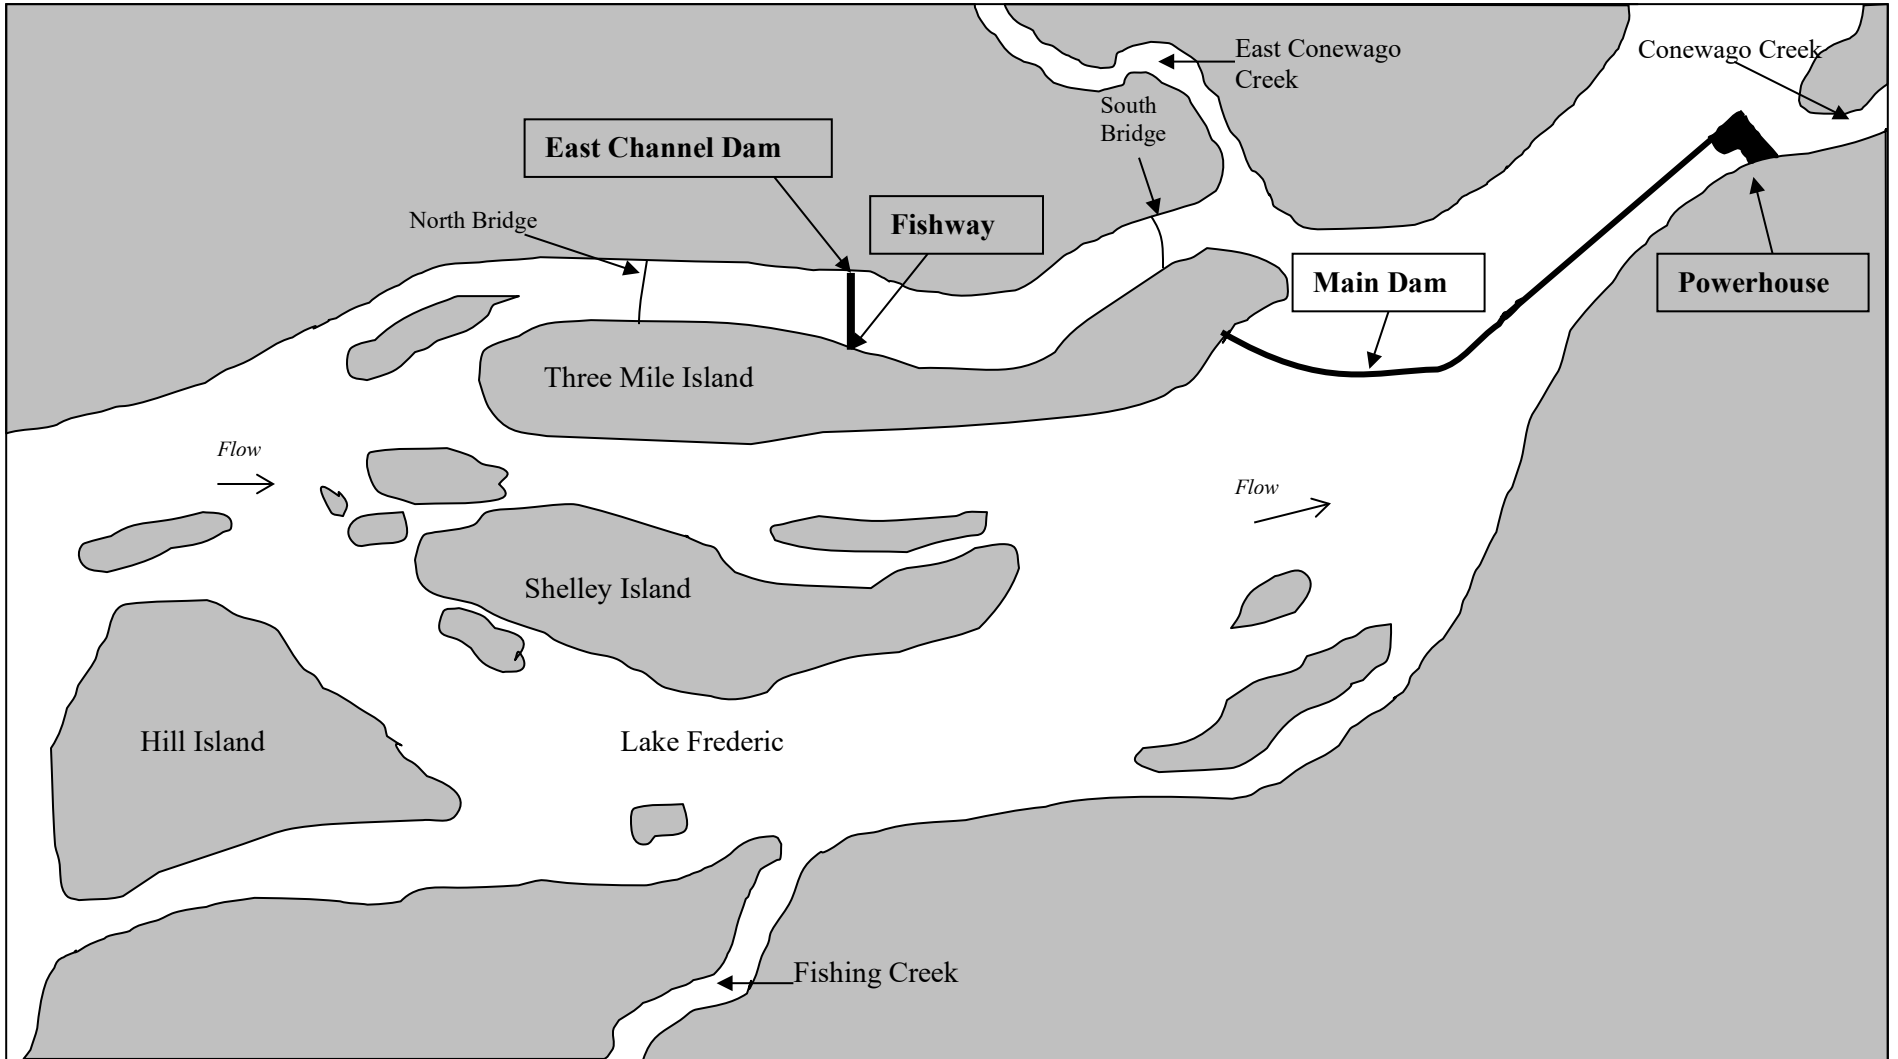 East Conewago
Creek
Conewago Creek
South
Bridge
East Channel Dam
North Bridge
Fishway
Main Dam
Powerhouse
Three Mile Island
Flow
Flow
Shelley Island
Hill Island
Lake Frederic
Fishing Creek